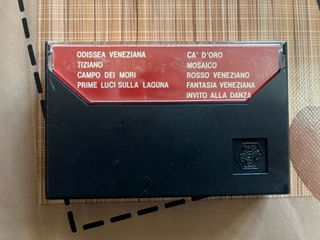 ODISSEA VENEZIANA
TIZIANO
CAMPO DEI MORI
PRIME LUCI SULLA LAGUNA
CA' D'ORO
MOSAICO
ROSSO VENEZIANO
FANTASIA VENEZIANA
INVITO ALLA DANZA